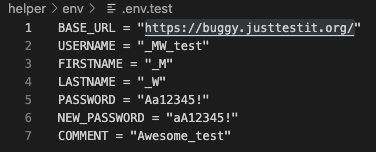 helper > env > .env.test
1 BASE_URL = "https://buggy.justtestit.org/"
2 USERNAME = "_MW_test"
3 FIRSTNAME = "_M"
4 LASTNAME = "_W"
5 PASSWORD = "Aa12345!"
6 NEW_PASSWORD = "aA12345!"
7 COMMENT = "Awesome_test"